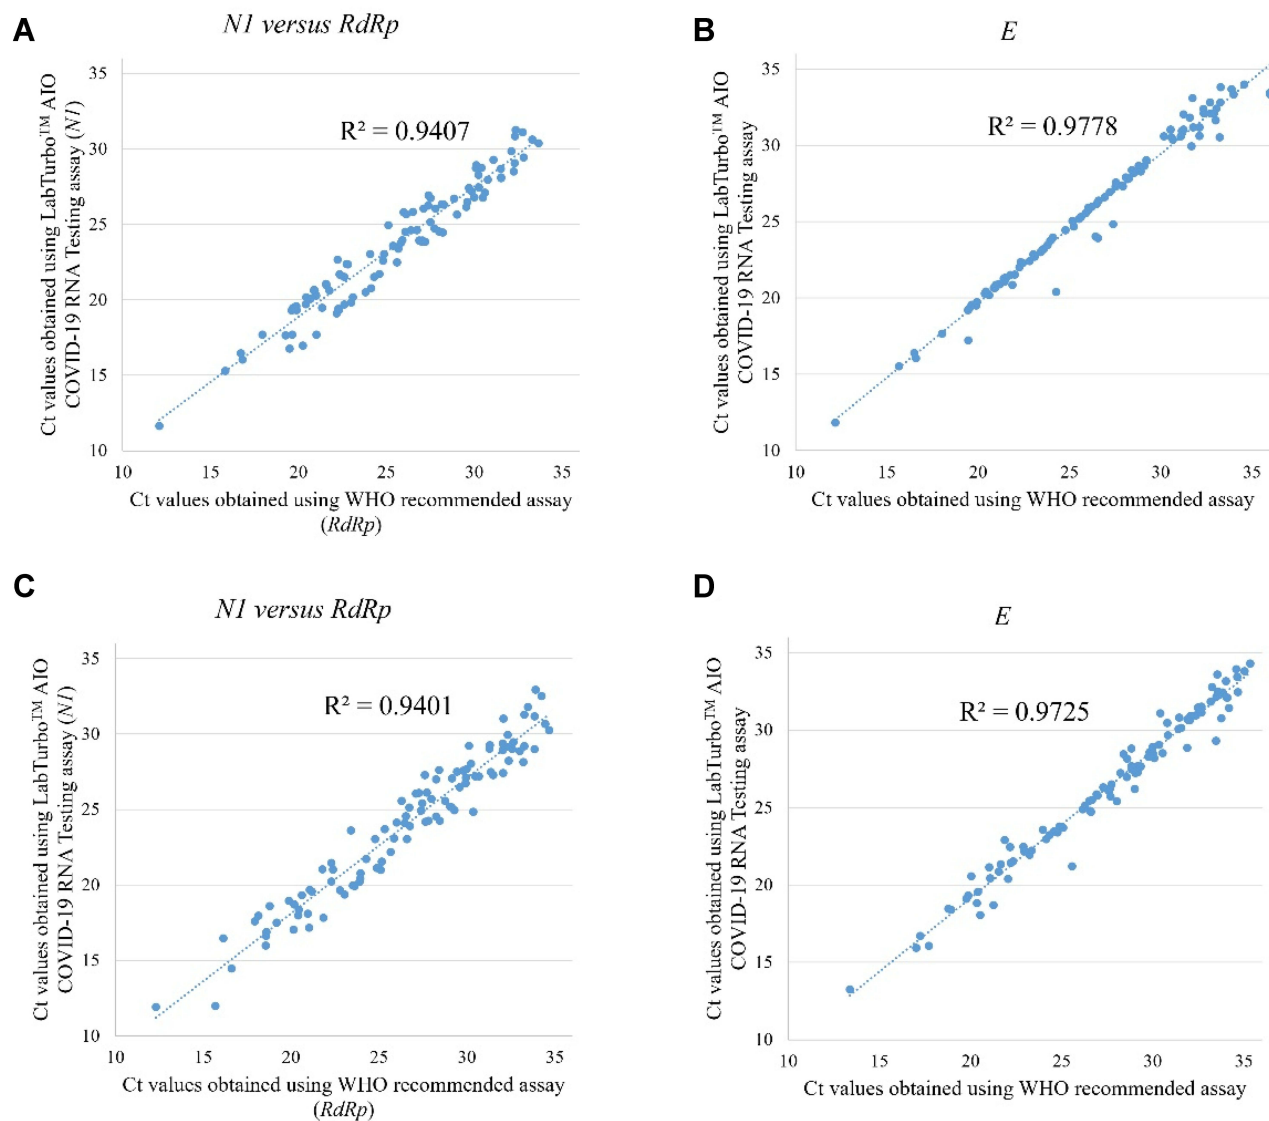 A
N1 versus RdRp
Ct values obtained using LabTurbo™ AIO
COVID-19 RNA Testing assay (N1)
35
30
25
20
15
10
R² = 0.9407
10 15 20 25 30 35
Ct values obtained using WHO recommended assay
(RdRp)
B
E
Ct values obtained using LabTurbo™ AIO
COVID-19 RNA Testing assay
35
30
25
20
15
10
R² = 0.9778
10 15 20 25 30 35
Ct values obtained using WHO recommended assay
C
N1 versus RdRp
Ct values obtained using LabTurbo™ AIO
COVID-19 RNA Testing assay (N1)
35
30
25
20
15
10
R² = 0.9401
10 15 20 25 30 35
Ct values obtained using WHO recommended assay
(RdRp)
D
E
Ct values obtained using LabTurbo™ AIO
COVID-19 RNA Testing assay
35
30
25
20
15
10
R² = 0.9725
10 15 20 25 30 35
Ct values obtained using WHO recommended assay